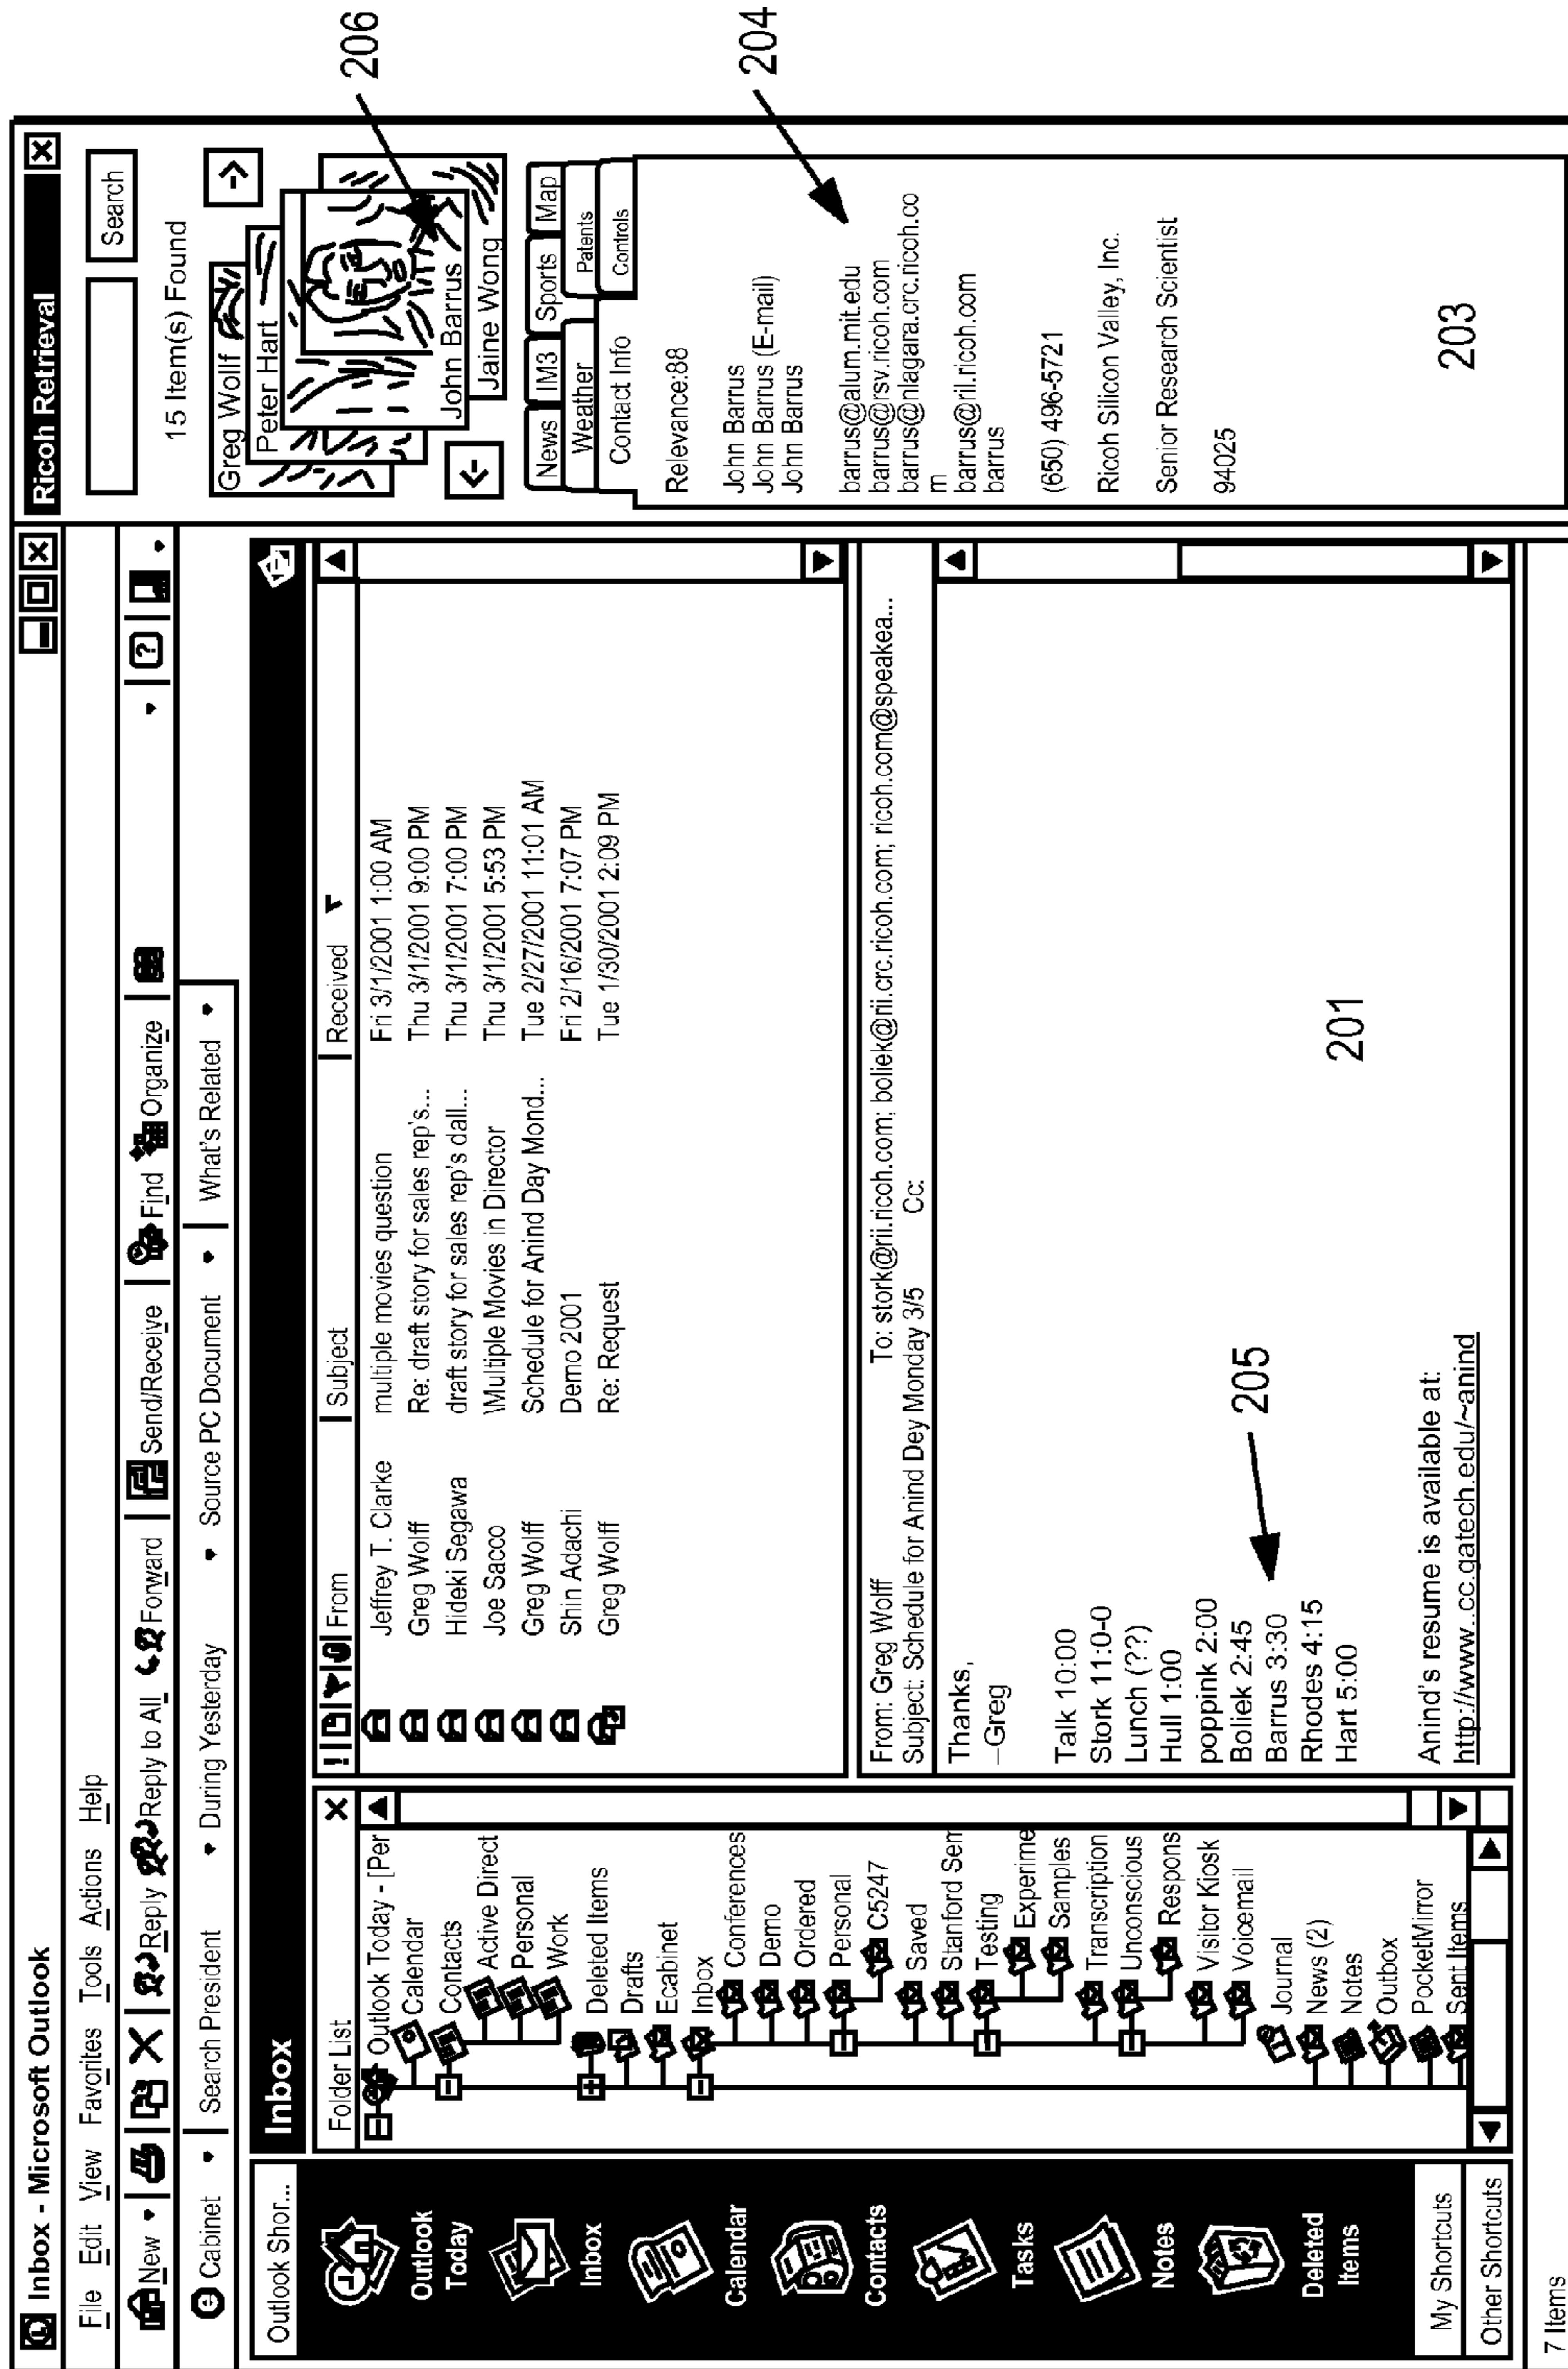 Inbox - Microsoft Outlook
File Edit View Favorites Tools Actions Help
New Reply Reply to All Forward Send/Receive Find Organize ?
Cabinet Search President During Yesterday Source PC Document What's Related
Inbox
Outlook Shor...
Outlook
Today
Inbox
Calendar
Contacts
Tasks
Notes
Deleted
Items
My Shortcuts
Other Shortcuts
7 Items
Folder List
Outlook Today - [Per
Calendar
Contacts
Active Direct
Personal
Work
Deleted Items
Drafts
Ecabinet
Inbox
Conferences
Demo
Ordered
Personal
C5247
Saved
Stanford Sem
Testing
Experime
Samples
Transcription
Unconscious
Respons
Visitor Kiosk
Voicemail
Journal
News (2)
Notes
Outbox
PocketMirror
Sent Items
! From Subject Received
Jeffrey T. Clarke multiple movies question Fri 3/1/2001 1:00 AM
Greg Wolff Re: draft story for sales rep's... Thu 3/1/2001 9:00 PM
Hideki Segawa draft story for sales rep's dall... Thu 3/1/2001 7:00 PM
Joe Sacco \Multiple Movies in Director Thu 3/1/2001 5:53 PM
Greg Wolff Schedule for Anind Day Mond... Tue 2/27/2001 11:01 AM
Shin Adachi Demo 2001 Fri 2/16/2001 7:07 PM
Greg Wolff Re: Request Tue 1/30/2001 2:09 PM
From: Greg Wolff To: stork@rii.ricoh.com; boliek@rii.crc.ricoh.com; ricoh.com@speakea...
Subject: Schedule for Anind Dey Monday 3/5 Cc:
Thanks,
–Greg
Talk 10:00
Stork 11:0-0
Lunch (??)
Hull 1:00
poppink 2:00
Boliek 2:45
Barrus 3:30
Rhodes 4:15
Hart 5:00
205
201
Anind's resume is available at:
http://www..cc.gatech.edu/~anind
Ricoh Retrieval
Search
15 Item(s) Found
->
Greg Wolff
Peter Hart
John Barrus
Jaine Wong
206
<-
News IM3 Sports Map
Weather Patents
Contact Info Controls
Relevance:88
John Barrus
John Barrus (E-mail)
John Barrus
204
barrus@alum.mit.edu
barrus@rsv.ricoh.com
barrus@nlagara.crc.ricoh.co
m
barrus@ril.ricoh.com
barrus
(650) 496-5721
Ricoh Silicon Valley, Inc.
Senior Research Scientist
94025
203